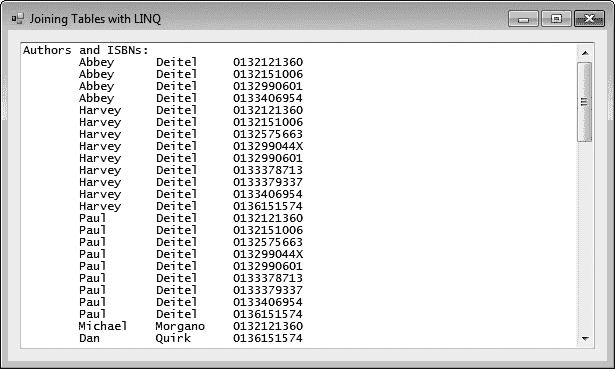 Joining Tables with LINQ
Authors and ISBNs:
Abbey Deitel 0132121360
Abbey Deitel 0132151006
Abbey Deitel 0132990601
Abbey Deitel 0133406954
Harvey Deitel 0132121360
Harvey Deitel 0132151006
Harvey Deitel 0132575663
Harvey Deitel 013299044X
Harvey Deitel 0132990601
Harvey Deitel 0133378713
Harvey Deitel 0133379337
Harvey Deitel 0133406954
Harvey Deitel 0136151574
Paul Deitel 0132121360
Paul Deitel 0132151006
Paul Deitel 0132575663
Paul Deitel 013299044X
Paul Deitel 0132990601
Paul Deitel 0133378713
Paul Deitel 0133379337
Paul Deitel 0133406954
Paul Deitel 0136151574
Michael Morgano 0132121360
Dan Quirk 0136151574